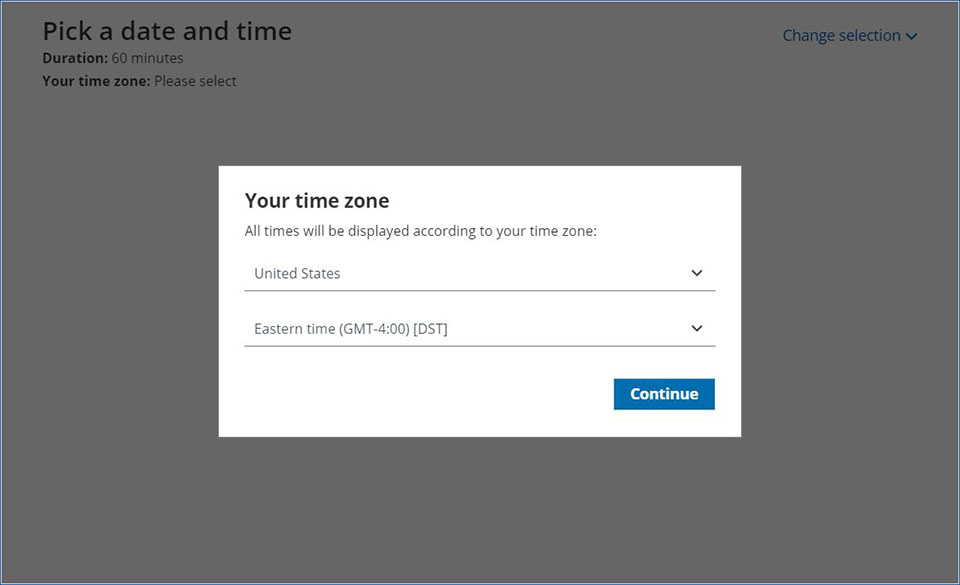 Pick a date and time
Change selection
Duration: 60 minutes
Your time zone: Please select
Your time zone
All times will be displayed according to your time zone:
United States
Eastern time (GMT-4:00) [DST]
Continue